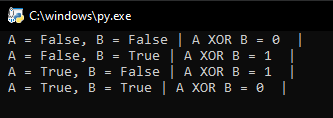 C:\windows\py.exe
A = False, B = False | A XOR B = 0  |
A = False, B = True | A XOR B = 1  |
A = True, B = False | A XOR B = 1  |
A = True, B = True | A XOR B = 0  |